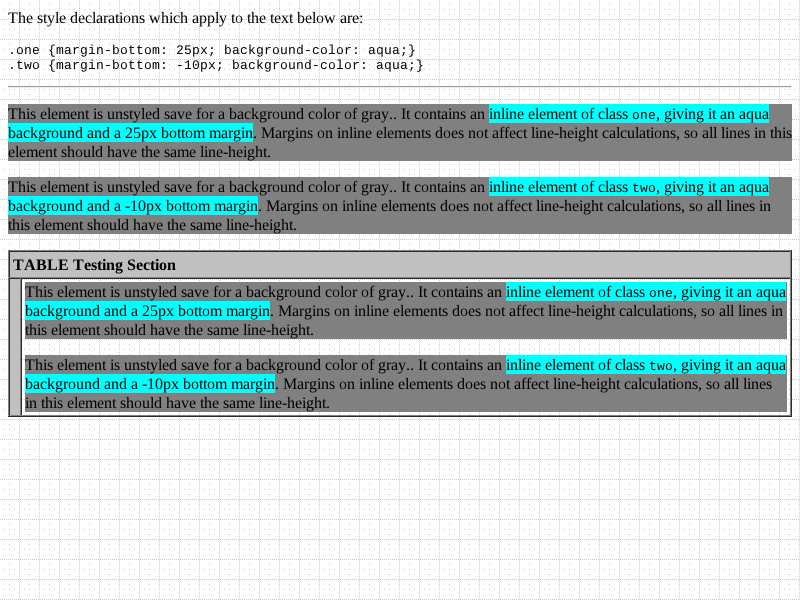 The style declarations which apply to the text below are:
.one {margin-bottom: 25px; background-color: aqua;}
.two {margin-bottom: -10px; background-color: aqua;}
This element is unstyled save for a background color of gray.. It contains an inline element of class one, giving it an aqua
background and a 25px bottom margin. Margins on inline elements does not affect line-height calculations, so all lines in this
element should have the same line-height.
This element is unstyled save for a background color of gray.. It contains an inline element of class two, giving it an aqua
background and a -10px bottom margin. Margins on inline elements does not affect line-height calculations, so all lines in
this element should have the same line-height.
TABLE Testing Section
This element is unstyled save for a background color of gray.. It contains an inline element of class one, giving it an aqua
background and a 25px bottom margin. Margins on inline elements does not affect line-height calculations, so all lines in
this element should have the same line-height.
This element is unstyled save for a background color of gray.. It contains an inline element of class two, giving it an aqua
background and a -10px bottom margin. Margins on inline elements does not affect line-height calculations, so all lines
in this element should have the same line-height.